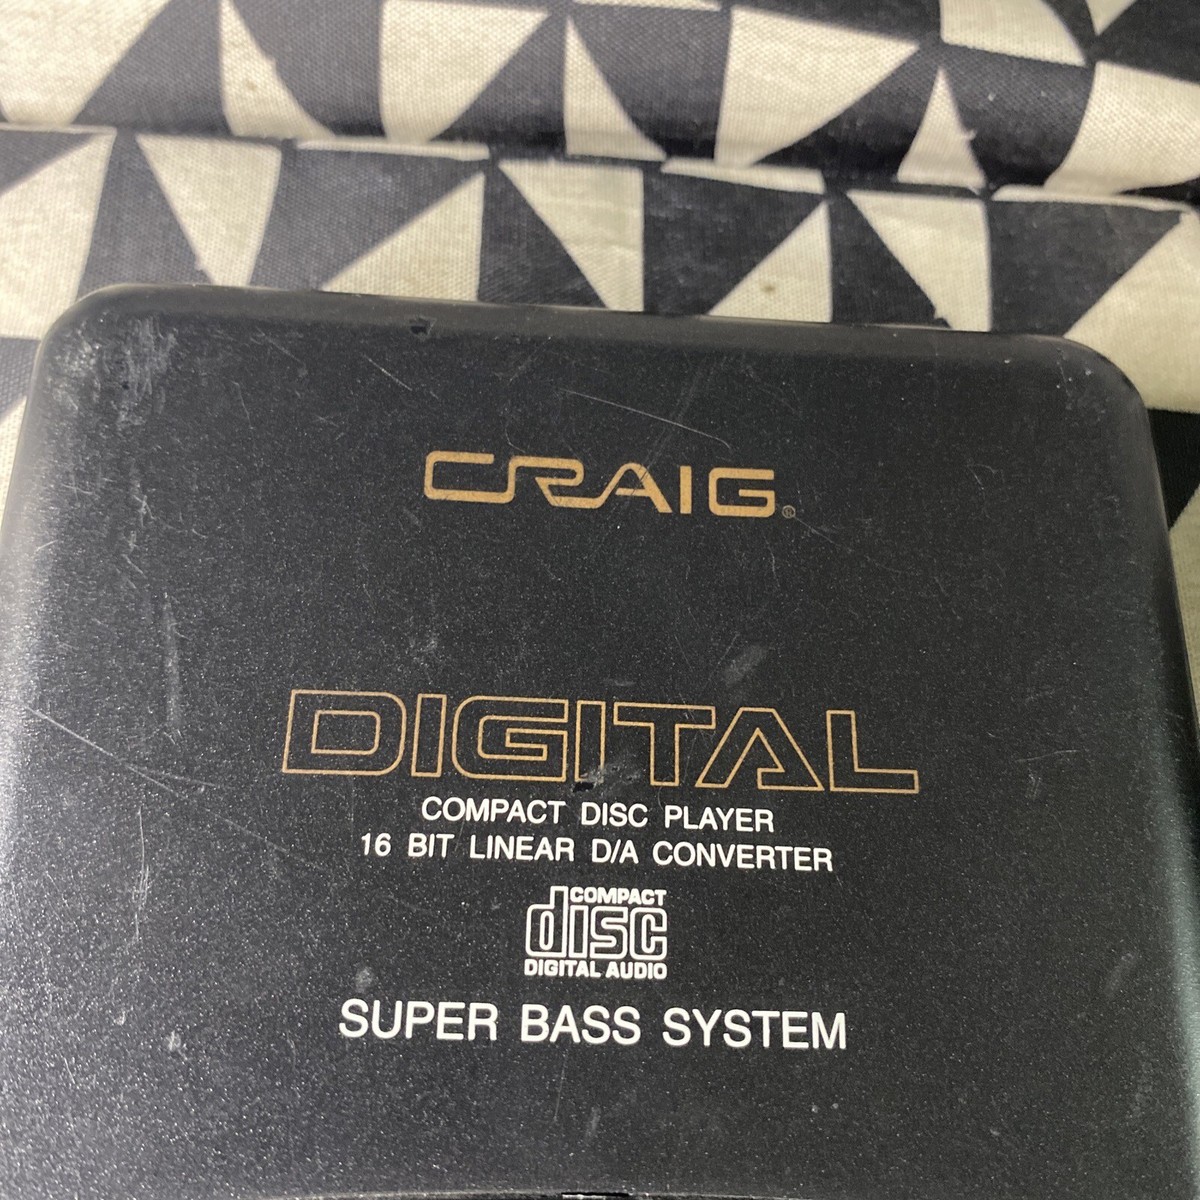 CRAIG®
DIGITAL
COMPACT DISC PLAYER
16 BIT LINEAR D/A CONVERTER
COMPACT
disc
DIGITAL AUDIO
SUPER BASS SYSTEM